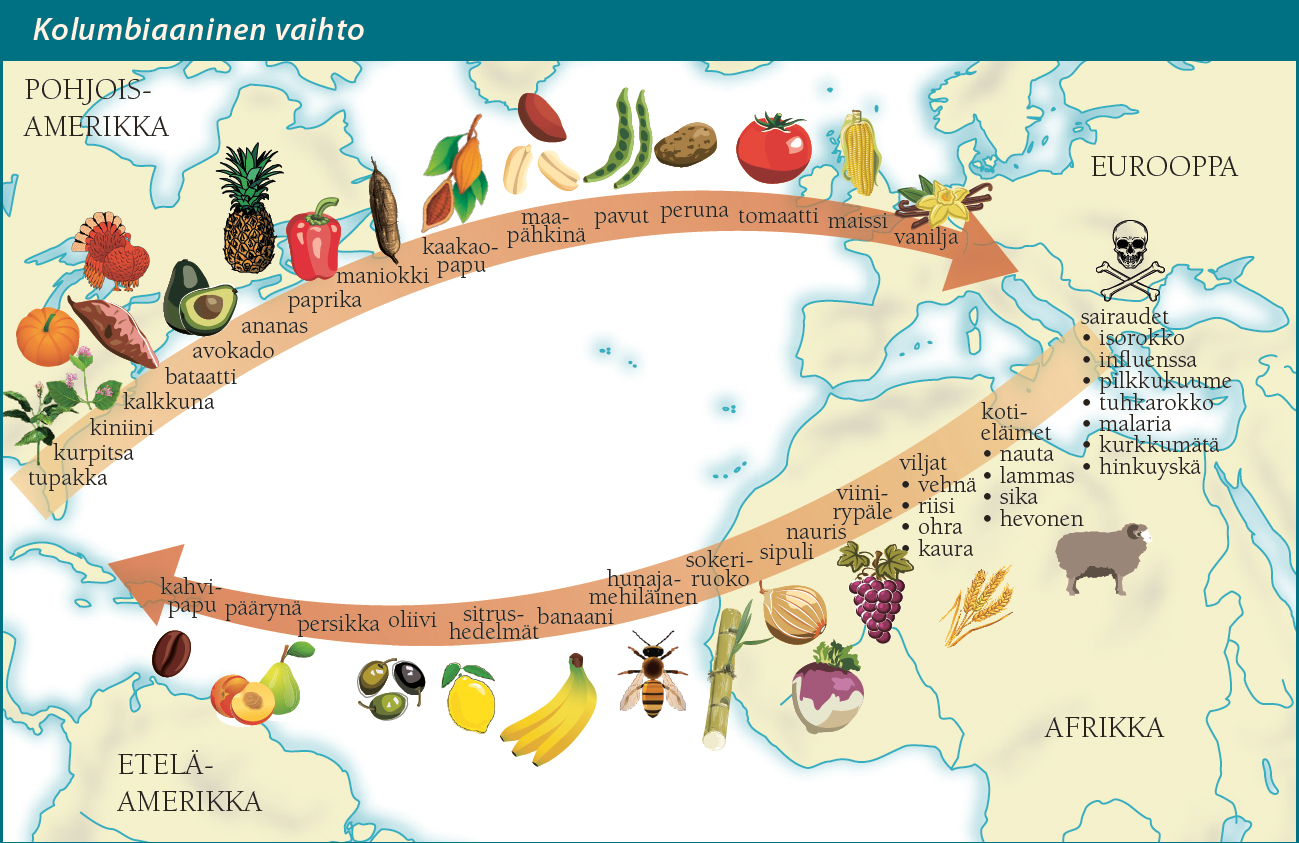 Kolumbiaaninen vaihto
POHJOIS-
AMERIKKA
EUROOPPA
tupakka
kurpitsa
kiniini
kalkkuna
bataatti
avokado
ananas
paprika
maniokki
kaakao-
papu
maa-
pähkinä
pavut
peruna
tomaatti
maissi
vanilja
sairaudet
• isorokko
• influenssa
• pilkkukuume
• tuhkarokko
• malaria
• kurkkumätä
• hinkuyskä
koti-
eläimet
• nauta
• lammas
• sika
• hevonen
viljat
• vehnä
• riisi
• ohra
• kaura
viini-
rypäle
nauris
sipuli
sokeri-
ruoko
hunaja-
mehiläinen
banaani
sitrus-
hedelmät
oliivi
persikka
päärynä
kahvi-
papu
ETELÄ-
AMERIKKA
AFRIKKA